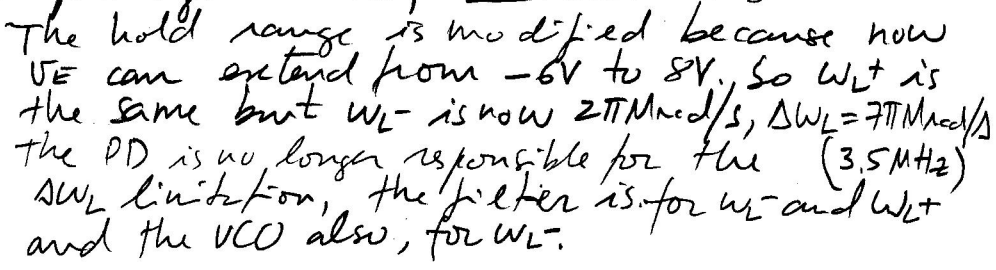 The hold range is modified because now
VE can extend from -6V to 8V. So WL+ is
the same but WL- is now 2πMrad/s, ΔWL=7πMrad/s
the PD is no longer responsible for the (3.5MHz)
ΔWL limitation, the filter is for WL- and WL+
and the VCO also, for WL-.